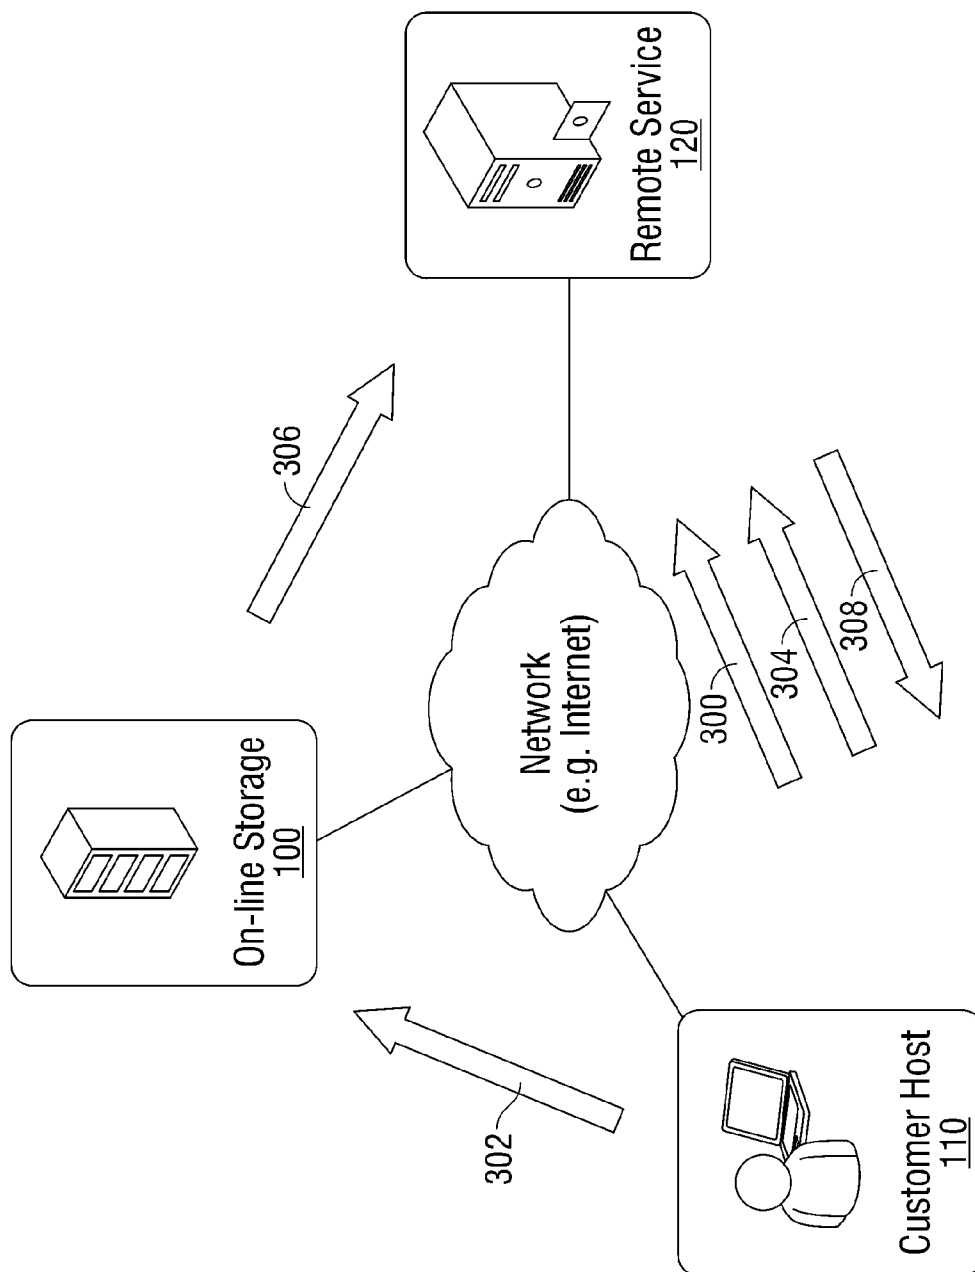 On-line Storage
100
306
Remote Service
120
Network
(e.g. Internet)
302
300
304
308
Customer Host
110